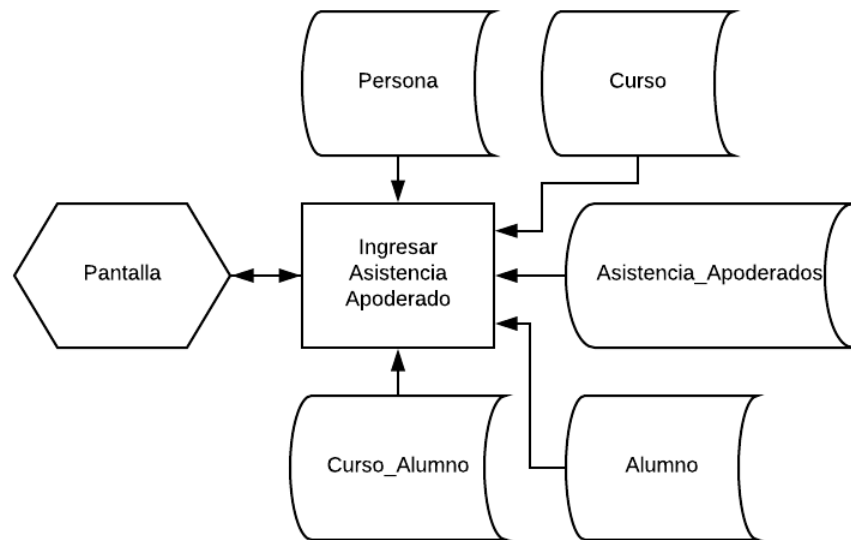 Persona
Curso
Pantalla
Ingresar
Asistencia
Apoderado
Asistencia_Apoderados
Curso_Alumno
Alumno